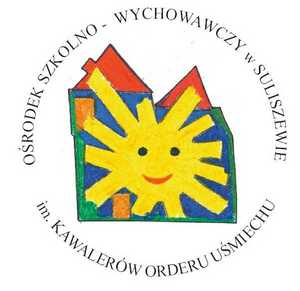 OŚRODEK SZKOLNO - WYCHOWAWCZY w SULISZEWIE
im. KAWALERÓW ORDERU UŚMIECHU